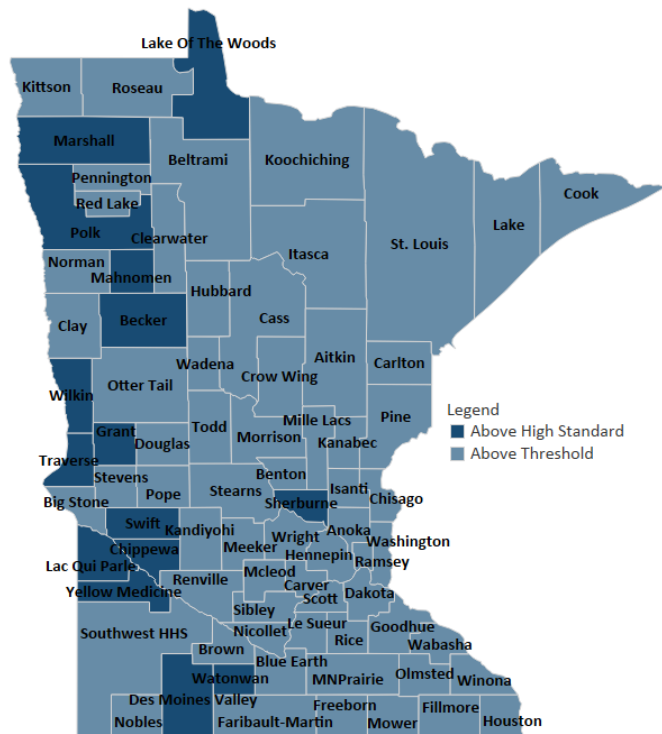 Lake Of The Woods
Kittson
Roseau
Marshall
Beltrami
Koochiching
Pennington
Red Lake
Polk
Clearwater
Cook
Lake
St. Louis
Itasca
Norman
Mahnomen
Hubbard
Cass
Clay
Becker
Wadena
Aitkin
Carlton
Crow Wing
Otter Tail
Wilkin
Pine
Legend
Above High Standard
Above Threshold
Todd
Mille Lacs
Grant
Douglas
Morrison
Kanabec
Traverse
Stevens
Benton
Pope
Stearns
Isanti
Big Stone
Sherburne
Chisago
Swift
Kandiyohi
Anoka
Wright
Washington
Chippewa
Meeker
Hennepin
Lac Qui Parle
Ramsey
Mcleod
Renville
Carver
Yellow Medicine
Scott
Dakota
Sibley
Le Sueur
Goodhue
Southwest HHS
Nicollet
Rice
Wabasha
Brown
Blue Earth
Olmsted
Watonwan
MNPrairie
Winona
Des Moines Valley
Freeborn
Fillmore
Nobles
Faribault-Martin
Mower
Houston